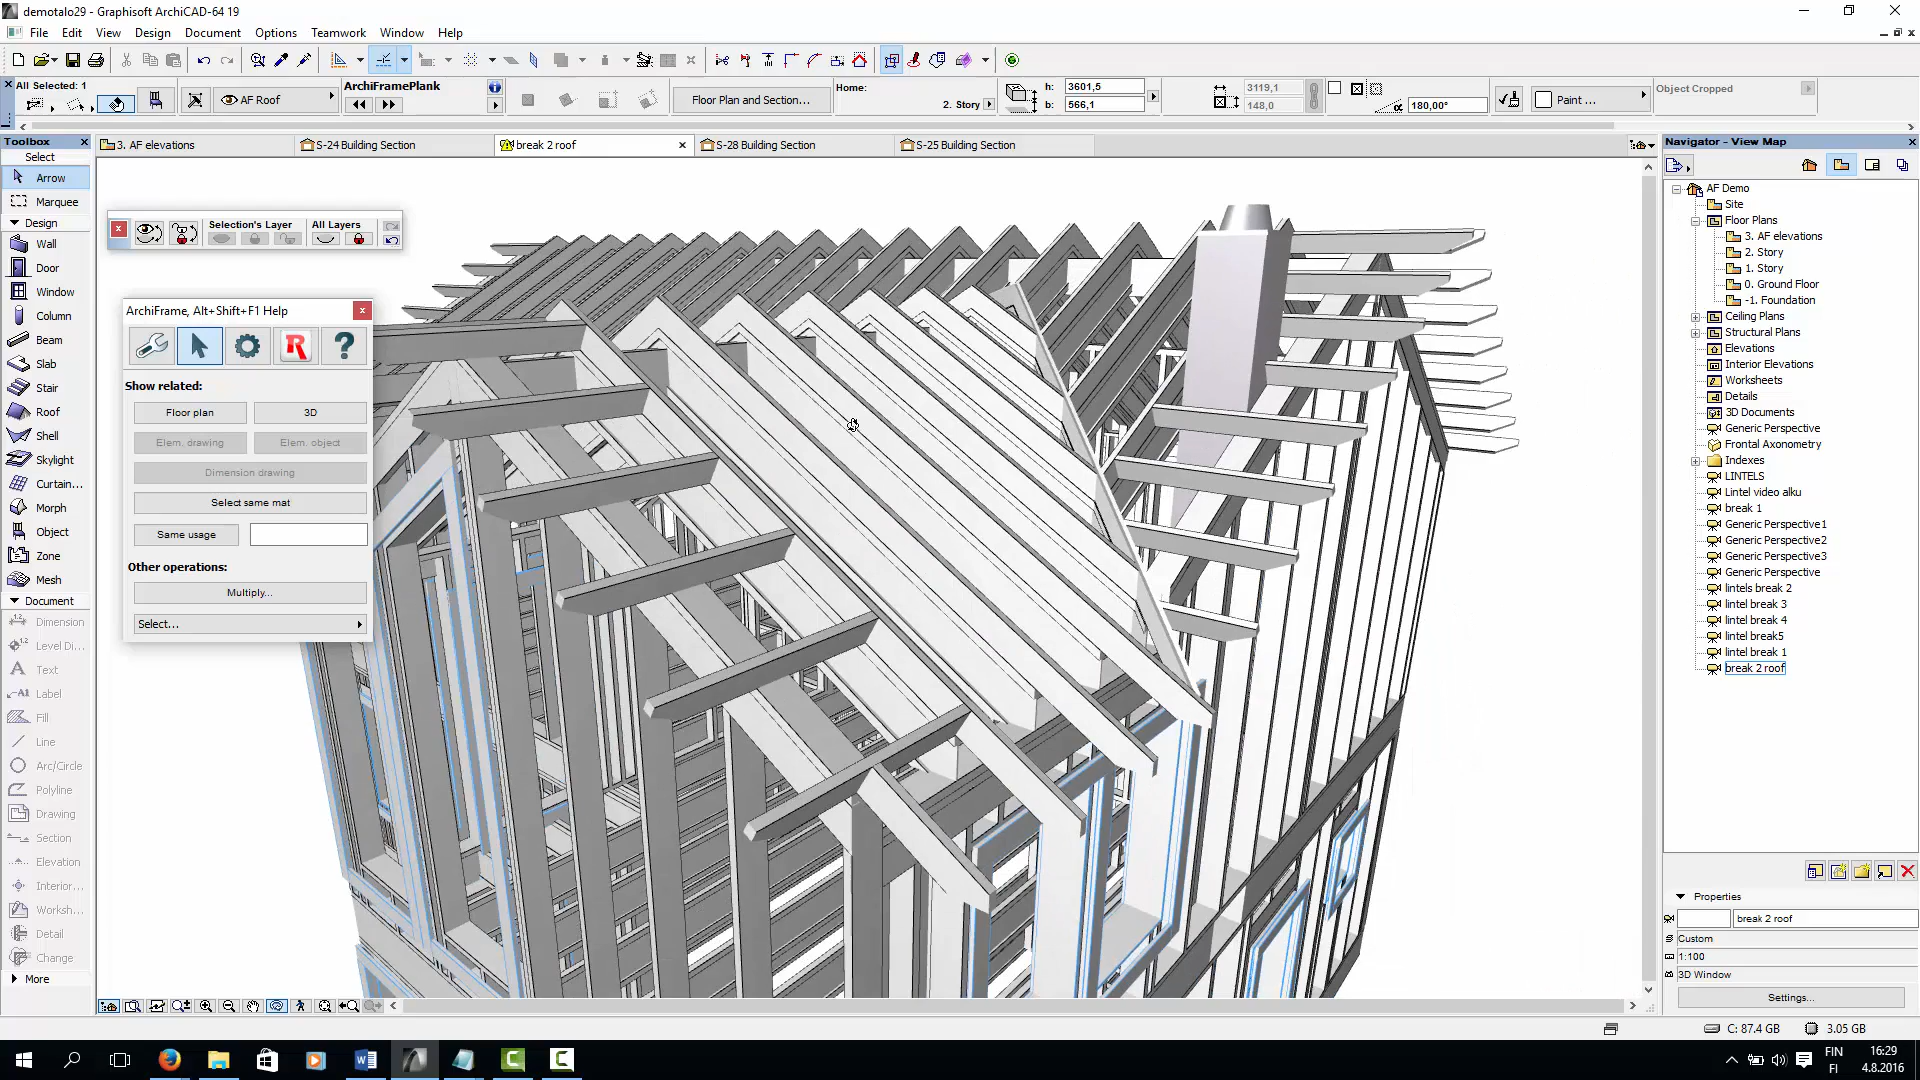 demotalo29 - Graphisoft ArchiCAD-64 19
File Edit View Design Document Options Teamwork Window Help
All Selected: 1
AF Roof
ArchiFramePlank
Floor Plan and Section...
Home:
2. Story
h: 3601,5
b: 566,1
3119,1
148,0
α 180,00°
Paint ...
Object Cropped
Toolbox
Select
Arrow
Marquee
Design
Wall
Door
Window
Column
Beam
Slab
Stair
Roof
Shell
Skylight
Curtain...
Morph
Object
Zone
Mesh
Document
Dimension
Level Di...
Text
Label
Fill
Line
Arc/Circle
Polyline
Drawing
Section
Elevation
Interior...
Worksh...
Detail
Change
More
3. AF elevations
S-24 Building Section
break 2 roof
S-28 Building Section
S-25 Building Section
Selection's Layer
All Layers
ArchiFrame, Alt+Shift+F1 Help
Show related:
Floor plan
3D
Elem. drawing
Elem. object
Dimension drawing
Select same mat
Same usage
Other operations:
Multiply...
Select...
Navigator - View Map
AF Demo
Site
Floor Plans
3. AF elevations
2. Story
1. Story
0. Ground Floor
-1. Foundation
Ceiling Plans
Structural Plans
Elevations
Interior Elevations
Worksheets
Details
3D Documents
Generic Perspective
Frontal Axonometry
Indexes
LINTELS
Lintel video alku
break 1
Generic Perspective1
Generic Perspective2
Generic Perspective3
Generic Perspective
lintels break 2
lintel break 3
lintel break 4
lintel break5
lintel break 1
break 2 roof
Properties
break 2 roof
Custom
1:100
3D Window
Settings...
C: 87.4 GB
3.05 GB
FIN
FI
16:29
4.8.2016